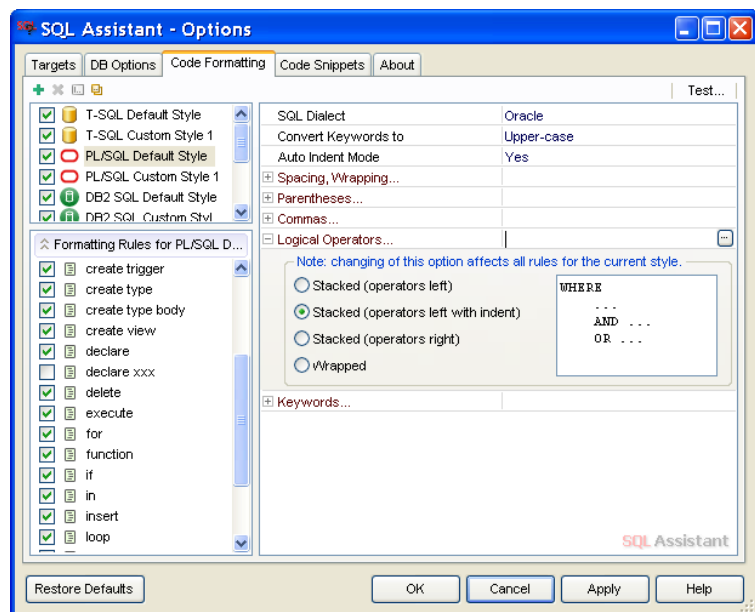 SQL Assistant - Options
Targets DB Options Code Formatting Code Snippets About
Test...
T-SQL Default Style
T-SQL Custom Style 1
PL/SQL Default Style
PL/SQL Custom Style 1
DB2 SQL Default Style
DB2 SQL Custom Styl
Formatting Rules for PL/SQL D...
create trigger
create type
create type body
create view
declare
declare xxx
delete
execute
for
function
if
in
insert
loop
SQL Dialect Oracle
Convert Keywords to Upper-case
Auto Indent Mode Yes
Spacing, Wrapping...
Parentheses...
Commas...
Logical Operators...
Note: changing of this option affects all rules for the current style.
Stacked (operators left)
Stacked (operators left with indent)
Stacked (operators right)
Wrapped
WHERE
...
AND ...
OR ...
Keywords...
SQL Assistant
Restore Defaults OK Cancel Apply Help